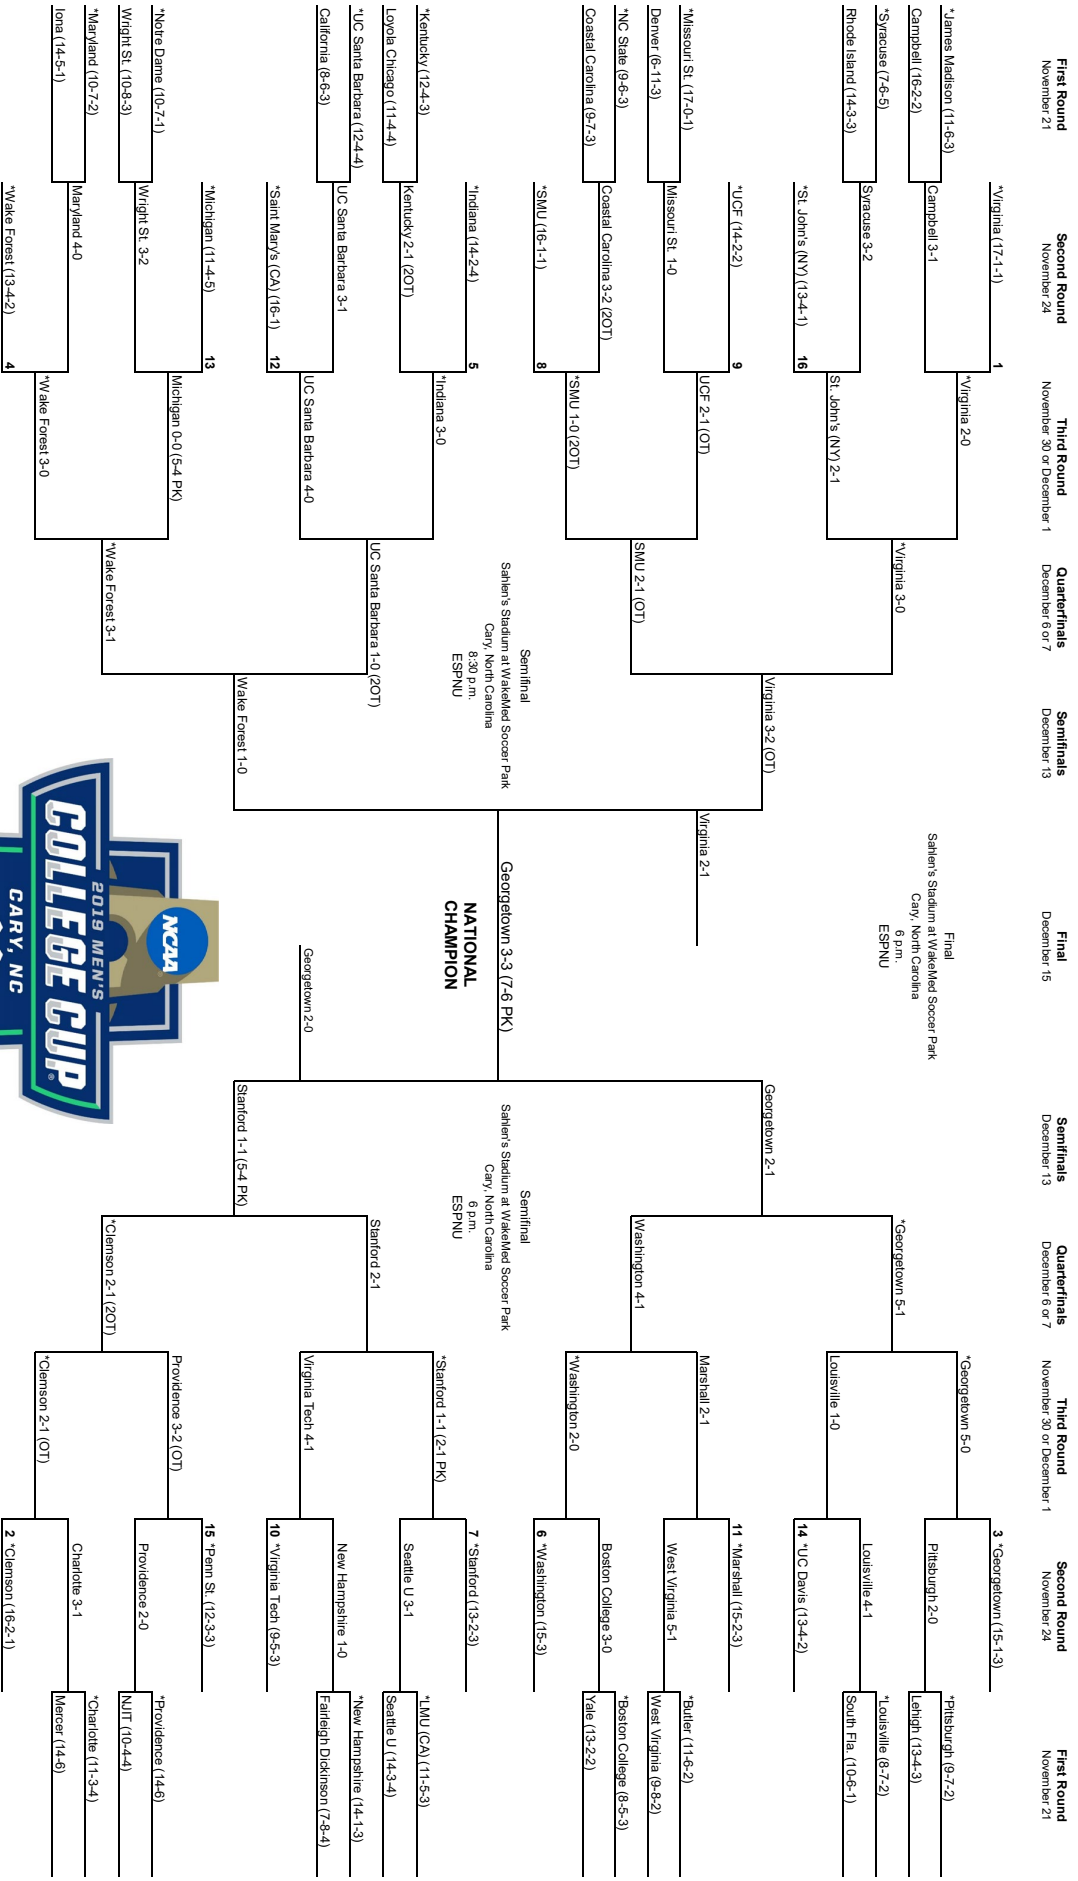 First Round
November 21
Second Round
November 24
Third Round
November 30 or December 1
Quarterfinals
December 6 or 7
Semifinals
December 13
Final
December 15
Semifinals
December 13
Quarterfinals
December 6 or 7
Third Round
November 30 or December 1
Second Round
November 24
First Round
November 21
*James Madison (11-6-3)
Campbell (16-2-2)
*Syracuse (7-6-5)
Rhode Island (14-3-3)
*Missouri St. (17-0-1)
Denver (6-11-3)
*NC State (9-6-3)
Coastal Carolina (9-7-3)
*Kentucky (12-4-3)
Loyola Chicago (11-4-4)
*UC Santa Barbara (12-4-4)
California (8-6-3)
*Notre Dame (10-7-1)
Wright St. (10-8-3)
*Maryland (10-7-2)
Iona (14-5-1)
*Virginia (17-1-1)
1
Campbell 3-1
Syracuse 3-2
*St. John's (NY) (13-4-1)
16
*UCF (14-2-2)
9
Missouri St. 1-0
Coastal Carolina 3-2 (2OT)
*SMU (16-1-1)
8
*Indiana (14-2-4)
5
Kentucky 2-1 (2OT)
UC Santa Barbara 3-1
*Saint Mary's (CA) (16-1)
12
*Michigan (11-4-5)
13
Wright St. 3-2
Maryland 4-0
*Wake Forest (13-4-2)
4
*Virginia 2-0
St. John's (NY) 2-1
UCF 2-1 (OT)
*SMU 1-0 (2OT)
*Indiana 3-0
UC Santa Barbara 4-0
Michigan 0-0 (5-4 PK)
*Wake Forest 3-0
*Virginia 3-0
SMU 2-1 (OT)
UC Santa Barbara 1-0 (2OT)
*Wake Forest 3-1
Semifinal
Sahlen's Stadium at WakeMed Soccer Park
Cary, North Carolina
8:30 p.m.
ESPNU
Virginia 3-2 (OT)
Wake Forest 1-0
Virginia 2-1
Final
Sahlen's Stadium at WakeMed Soccer Park
Cary, North Carolina
6 p.m.
ESPNU
Georgetown 3-3 (7-6 PK)
NATIONAL
CHAMPION
Georgetown 2-0
NCAA
2019 MEN'S
COLLEGE CUP®
CARY, NC
Georgetown 2-1
Stanford 1-1 (5-4 PK)
Semifinal
Sahlen's Stadium at WakeMed Soccer Park
Cary, North Carolina
6 p.m.
ESPNU
*Georgetown 5-1
Washington 4-1
Stanford 2-1
*Clemson 2-1 (2OT)
*Georgetown 5-0
Louisville 1-0
Marshall 2-1
*Washington 2-0
*Stanford 1-1 (2-1 PK)
Virginia Tech 4-1
Providence 3-2 (OT)
*Clemson 2-1 (OT)
3 *Georgetown (15-1-3)
Pittsburgh 2-0
Louisville 4-1
14 *UC Davis (13-4-2)
11 *Marshall (15-2-3)
West Virginia 5-1
Boston College 3-0
6 *Washington (15-3)
7 *Stanford (13-2-3)
Seattle U 3-1
New Hampshire 1-0
10 *Virginia Tech (9-5-3)
15 *Penn St. (12-3-3)
Providence 2-0
Charlotte 3-1
2 *Clemson (16-2-1)
*Pittsburgh (9-7-2)
Lehigh (13-4-3)
*Louisville (8-7-2)
South Fla. (10-6-1)
*Butler (11-6-2)
West Virginia (9-8-2)
*Boston College (8-5-3)
Yale (13-2-2)
*LMU (CA) (11-5-3)
Seattle U (14-3-4)
*New Hampshire (14-1-3)
Fairleigh Dickinson (7-8-4)
*Providence (14-6)
NJIT (10-4-4)
*Charlotte (11-3-4)
Mercer (14-6)